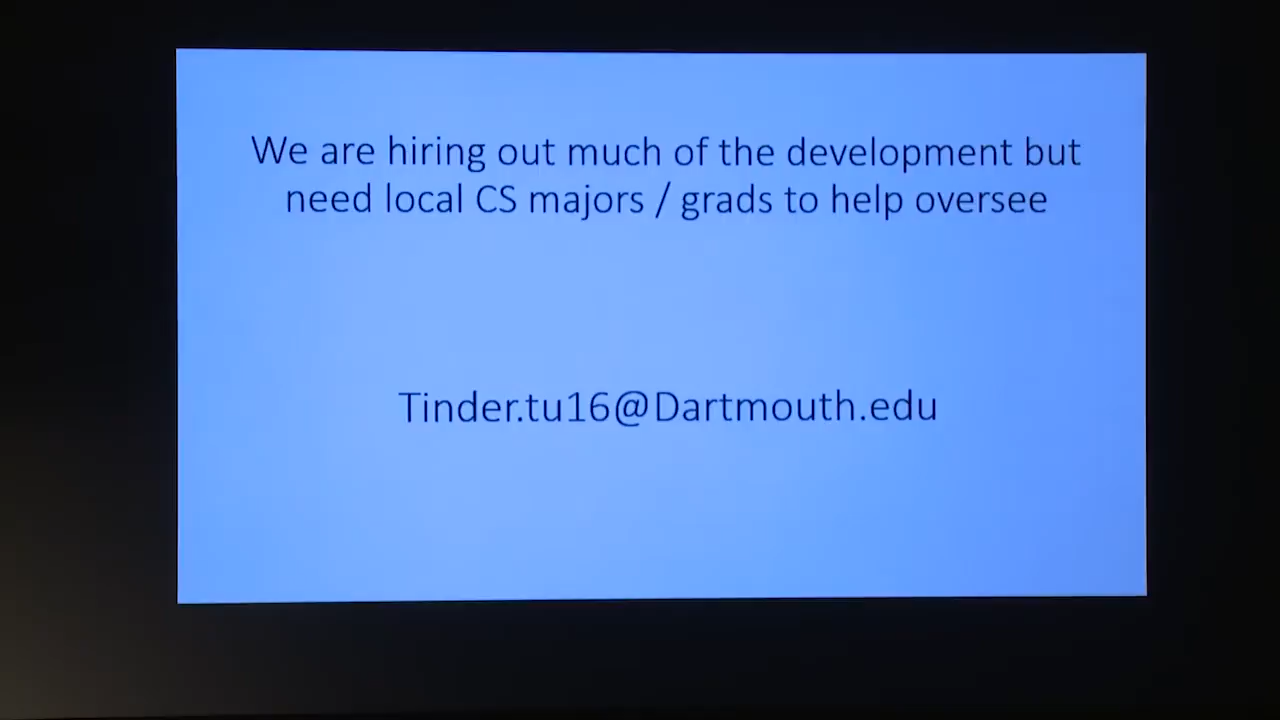 We are hiring out much of the development but
need local CS majors / grads to help oversee
Tinder.tu16@Dartmouth.edu